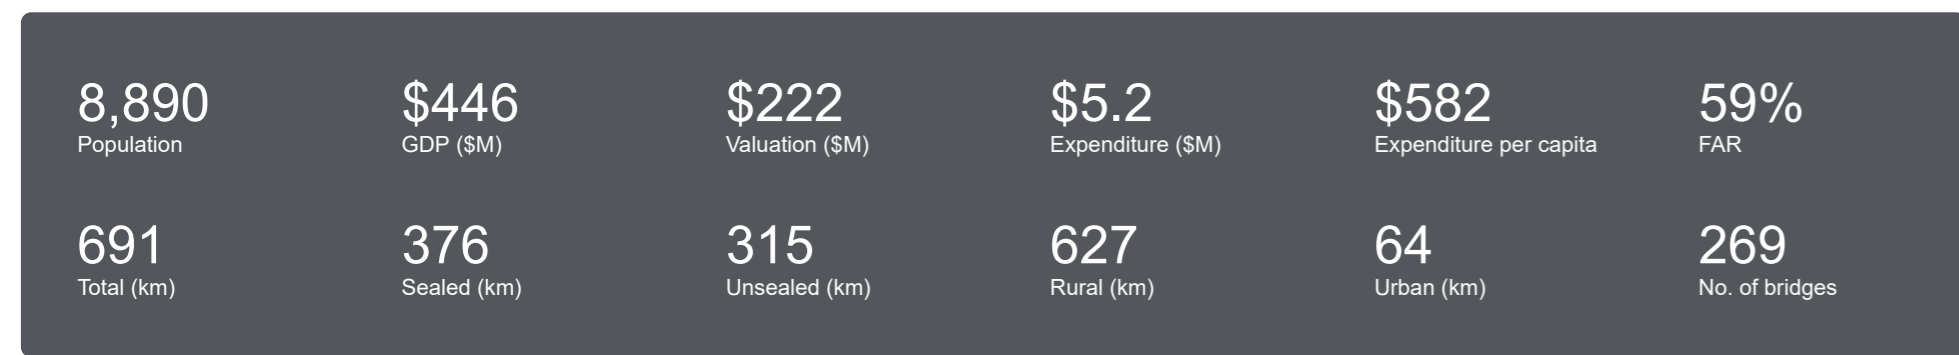 8,890 $446 $222 $5.2 $582 59%
Population GDP ($M) Valuation ($M) Expenditure ($M) Expenditure per capita FAR
691 376 315 627 64 269
Total (km) Sealed (km) Unsealed (km) Rural (km) Urban (km) No. of bridges